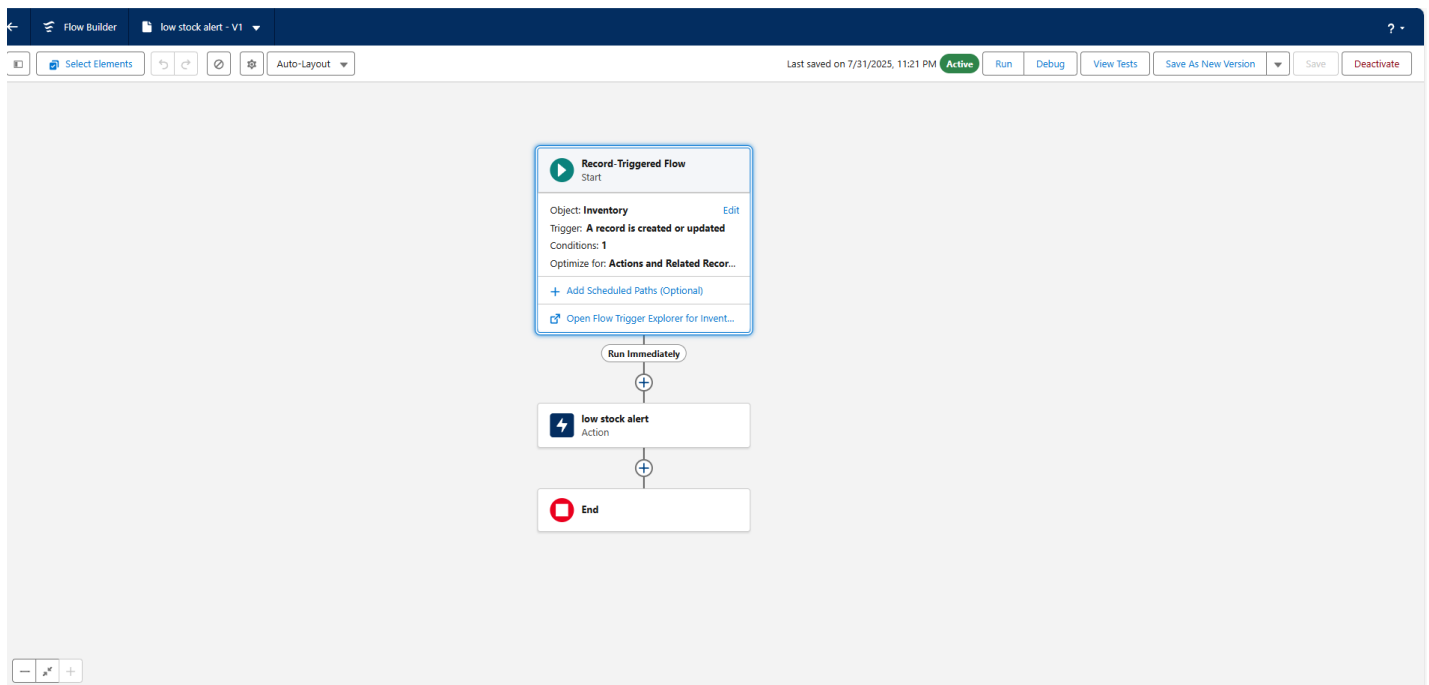 Flow Builder
low stock alert - V1
?
Select Elements
Auto-Layout
Last saved on 7/31/2025, 11:21 PM
Active
Run
Debug
View Tests
Save As New Version
Save
Deactivate
Record-Triggered Flow
Start
Object: Inventory
Edit
Trigger: A record is created or updated
Conditions: 1
Optimize for: Actions and Related Recor...
+ Add Scheduled Paths (Optional)
Open Flow Trigger Explorer for Invent...
Run Immediately
low stock alert
Action
End